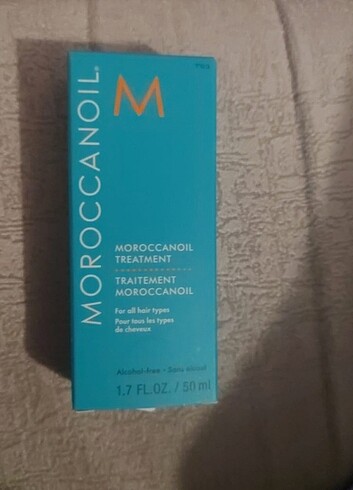 MOROCCANOIL®
M
MOROCCANOIL
TREATMENT
TRAITEMENT
MOROCCANOIL
For all hair types
Pour tous les types
de cheveux
Alcohol-free • Sans alcool
1.7 FL.OZ. / 50 ml